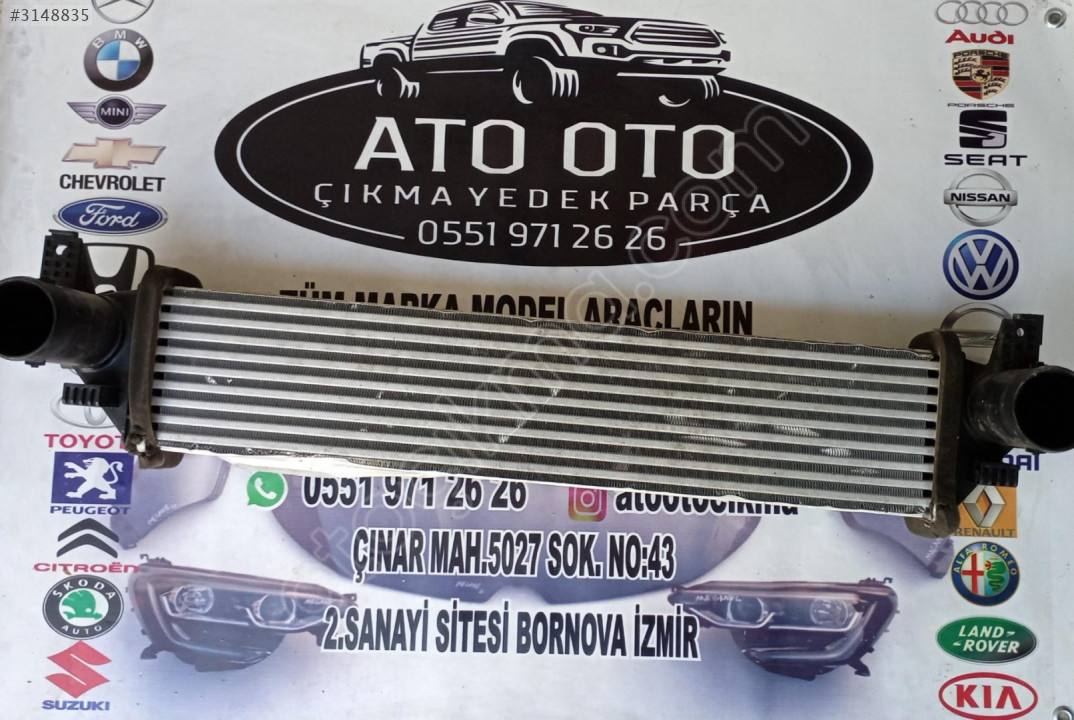 #3148835
BMW
MINI
CHEVROLET
Ford
Audi
PORSCHE
PORSCHE
SEAT
NISSAN
ATO OTO
ÇIKMA YEDEK PARÇA
0551 971 26 26
TÜM MARKA MODEL ARAÇLARIN
TOYOTA
PEUGEOT
CITROËN
ŠKODA
AUTO
SUZUKI
0551 971 26 26
atootocikma
ÇINAR MAH.5027 SOK. NO:43
2.SANAYİ SİTESİ BORNOVA İZMİR
RENAULT
ALFA ROMEO
LAND-
ROVER
KIA